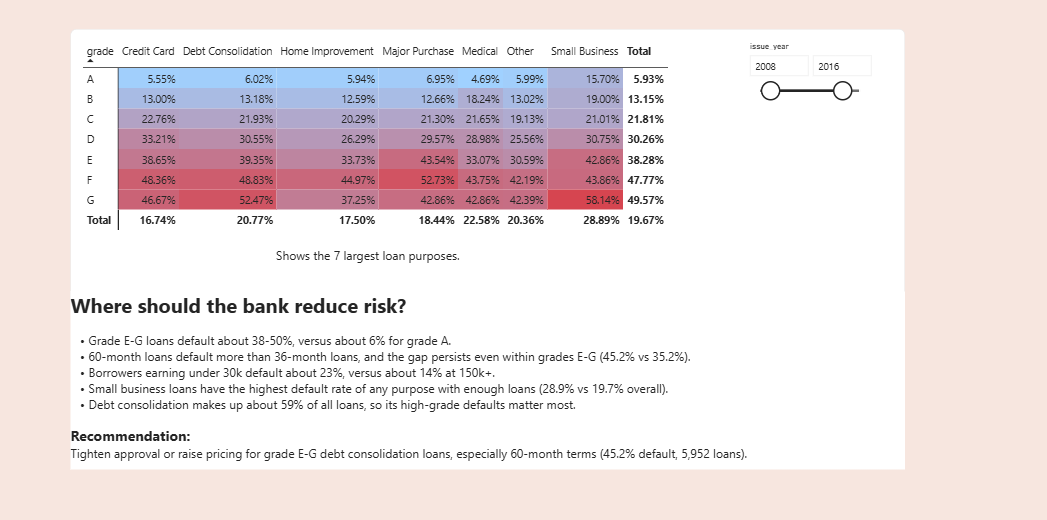 grade Credit Card Debt Consolidation Home Improvement Major Purchase Medical Other Small Business Total
A 5.55% 6.02% 5.94% 6.95% 4.69% 5.99% 15.70% 5.93%
B 13.00% 13.18% 12.59% 12.66% 18.24% 13.02% 19.00% 13.15%
C 22.76% 21.93% 20.29% 21.30% 21.65% 19.13% 21.01% 21.81%
D 33.21% 30.55% 26.29% 29.57% 28.98% 25.56% 30.75% 30.26%
E 38.65% 39.35% 33.73% 43.54% 33.07% 30.59% 42.86% 38.28%
F 48.36% 48.83% 44.97% 52.73% 43.75% 42.19% 43.86% 47.77%
G 46.67% 52.47% 37.25% 42.86% 42.86% 42.39% 58.14% 49.57%
Total 16.74% 20.77% 17.50% 18.44% 22.58% 20.36% 28.89% 19.67%
issue_year
2008 2016
Shows the 7 largest loan purposes.
Where should the bank reduce risk?
• Grade E-G loans default about 38-50%, versus about 6% for grade A.
• 60-month loans default more than 36-month loans, and the gap persists even within grades E-G (45.2% vs 35.2%).
• Borrowers earning under 30k default about 23%, versus about 14% at 150k+.
• Small business loans have the highest default rate of any purpose with enough loans (28.9% vs 19.7% overall).
• Debt consolidation makes up about 59% of all loans, so its high-grade defaults matter most.
Recommendation:
Tighten approval or raise pricing for grade E-G debt consolidation loans, especially 60-month terms (45.2% default, 5,952 loans).